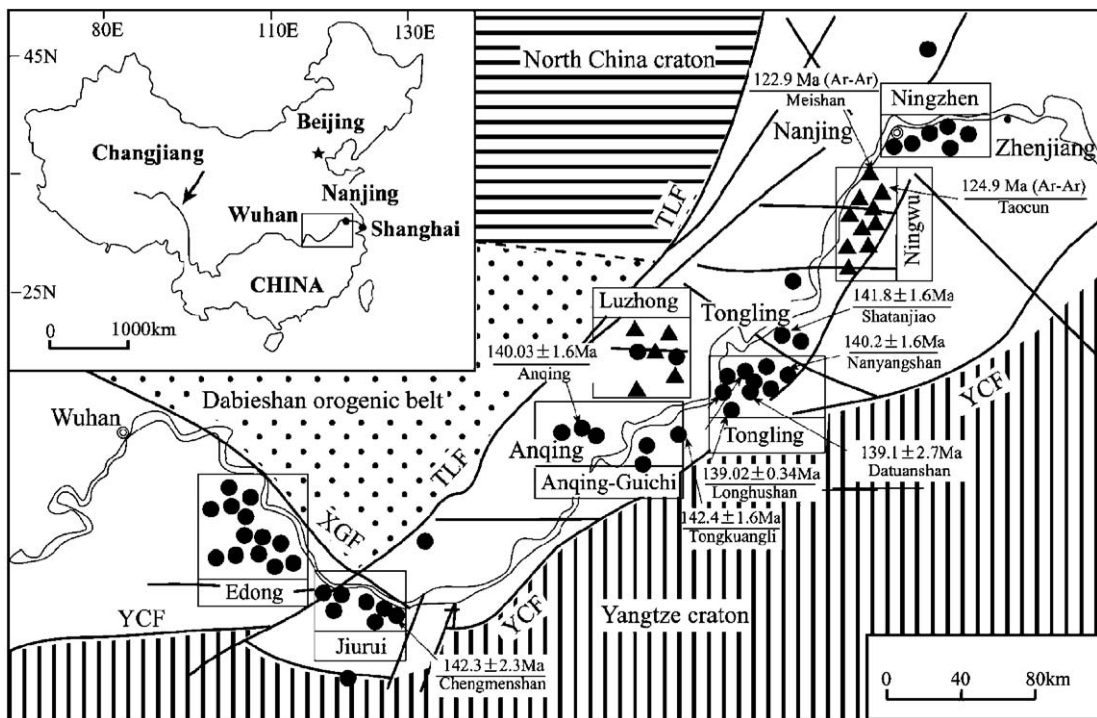 80E
110E
130E
45N
25N
Beijing
Changjiang
Nanjing
Wuhan
Shanghai
CHINA
0 1000km
North China craton
122.9 Ma (Ar-Ar)
Meishan
Ningzhen
Nanjing
Zhenjiang
TLF
124.9 Ma (Ar-Ar)
Taocun
Ningwu
Luzhong
Tongling
141.8±1.6Ma
Shatanjiao
140.03±1.6Ma
Anqing
140.2±1.6Ma
Nanyangshan
Dabieshan orogenic belt
YCF
Wuhan
Anqing
Tongling
TLF
Anqing-Guichi
139.1±2.7Ma
Datuanshan
139.02±0.34Ma
Longhushan
XGF
142.4±1.6Ma
Tongkuangli
Edong
YCF
YCF
Yangtze craton
Jiurui
142.3±2.3Ma
Chengmenshan
0 40 80km